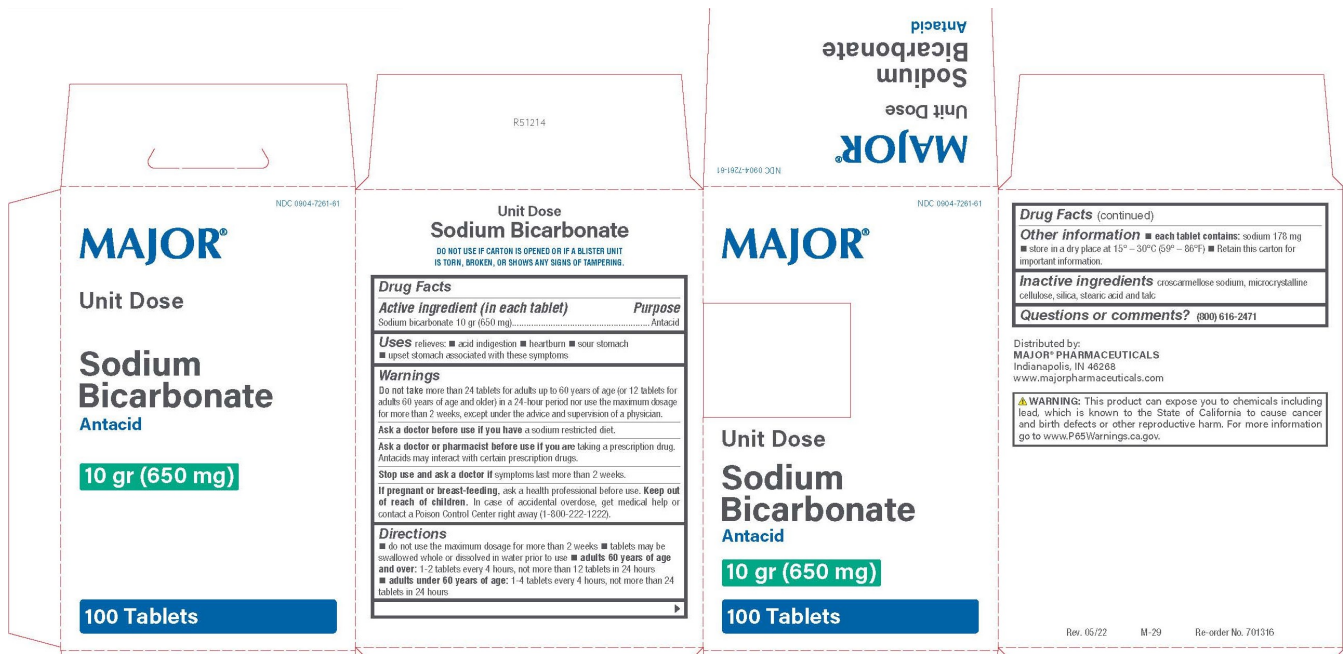 NDC 0904-7261-61
MAJOR®
Unit Dose
Sodium
Bicarbonate
Antacid
10 gr (650 mg)
100 Tablets
R51214
Unit Dose
Sodium Bicarbonate
DO NOT USE IF CARTON IS OPENED OR IF A BLISTER UNIT
IS TORN, BROKEN, OR SHOWS ANY SIGNS OF TAMPERING.
Drug Facts
Active ingredient (in each tablet) Purpose
Sodium bicarbonate 10 gr (650 mg)........................................................ Antacid
Uses relieves: ■ acid indigestion ■ heartburn ■ sour stomach
■ upset stomach associated with these symptoms
Warnings
Do not take more than 24 tablets for adults up to 60 years of age (or 12 tablets for
adults 60 years of age and older) in a 24-hour period nor use the maximum dosage
for more than 2 weeks, except under the advice and supervision of a physician.
Ask a doctor before use if you have a sodium restricted diet.
Ask a doctor or pharmacist before use if you are taking a prescription drug.
Antacids may interact with certain prescription drugs.
Stop use and ask a doctor if symptoms last more than 2 weeks.
If pregnant or breast-feeding, ask a health professional before use. Keep out
of reach of children. In case of accidental overdose, get medical help or
contact a Poison Control Center right away (1-800-222-1222).
Directions
■ do not use the maximum dosage for more than 2 weeks ■ tablets may be
swallowed whole or dissolved in water prior to use ■ adults 60 years of age
and over: 1-2 tablets every 4 hours, not more than 12 tablets in 24 hours
■ adults under 60 years of age: 1-4 tablets every 4 hours, not more than 24
tablets in 24 hours
NDC 0904-7261-61
MAJOR®
Unit Dose
Sodium
Bicarbonate
Antacid
NDC 0904-7261-61
MAJOR®
Unit Dose
Sodium
Bicarbonate
Antacid
10 gr (650 mg)
100 Tablets
Drug Facts (continued)
Other information ■ each tablet contains: sodium 178 mg
■ store in a dry place at 15° – 30°C (59° – 86°F) ■ Retain this carton for
important information.
Inactive ingredients croscarmellose sodium, microcrystalline
cellulose, silica, stearic acid and talc
Questions or comments? (800) 616-2471
Distributed by:
MAJOR® PHARMACEUTICALS
Indianapolis, IN 46268
www.majorpharmaceuticals.com
⚠ WARNING: This product can expose you to chemicals including
lead, which is known to the State of California to cause cancer
and birth defects or other reproductive harm. For more information
go to www.P65Warnings.ca.gov.
Rev. 05/22 M-29 Re-order No. 701316